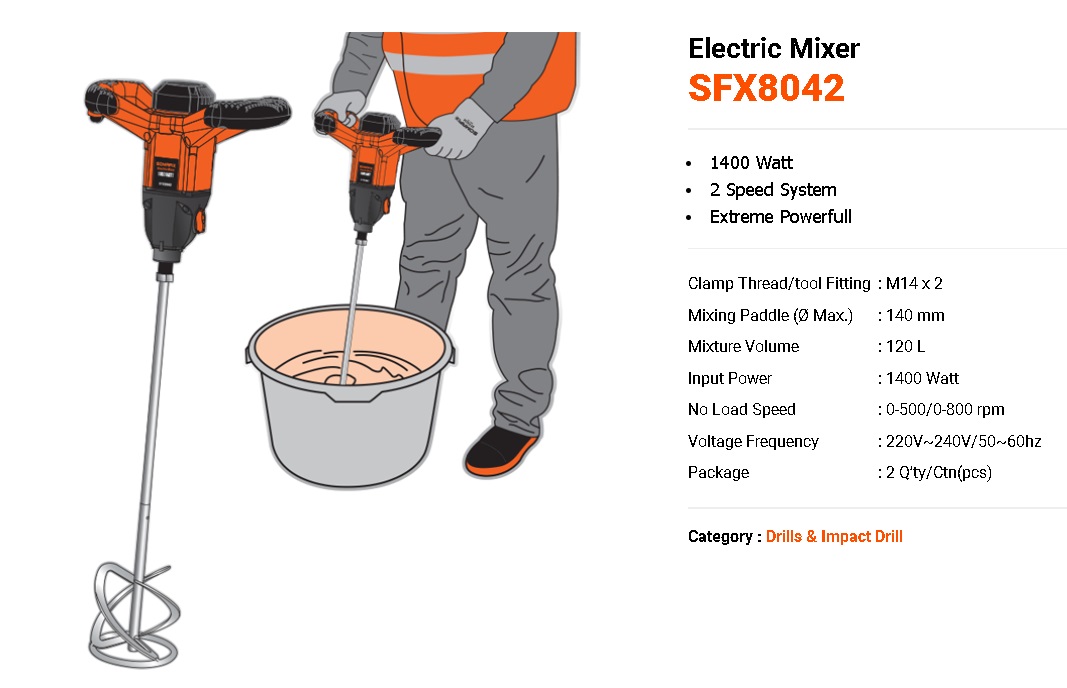 Electric Mixer
SFX8042
• 1400 Watt
• 2 Speed System
• Extreme Powerfull
Clamp Thread/tool Fitting : M14 x 2
Mixing Paddle (Ø Max.) : 140 mm
Mixture Volume : 120 L
Input Power : 1400 Watt
No Load Speed : 0-500/0-800 rpm
Voltage Frequency : 220V~240V/50~60hz
Package : 2 Q'ty/Ctn(pcs)
Category : Drills & Impact Drill